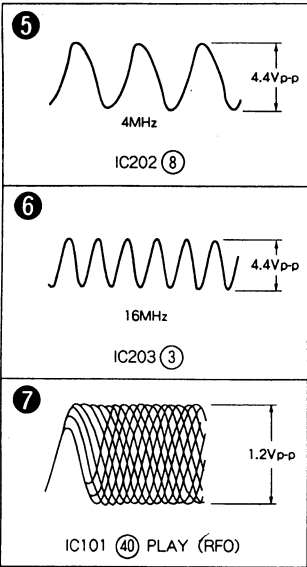 5
4.4Vp-p
4MHz
IC202 8
6
4.4Vp-p
16MHz
IC203 3
7
1.2Vp-p
IC101 40 PLAY (RFO)